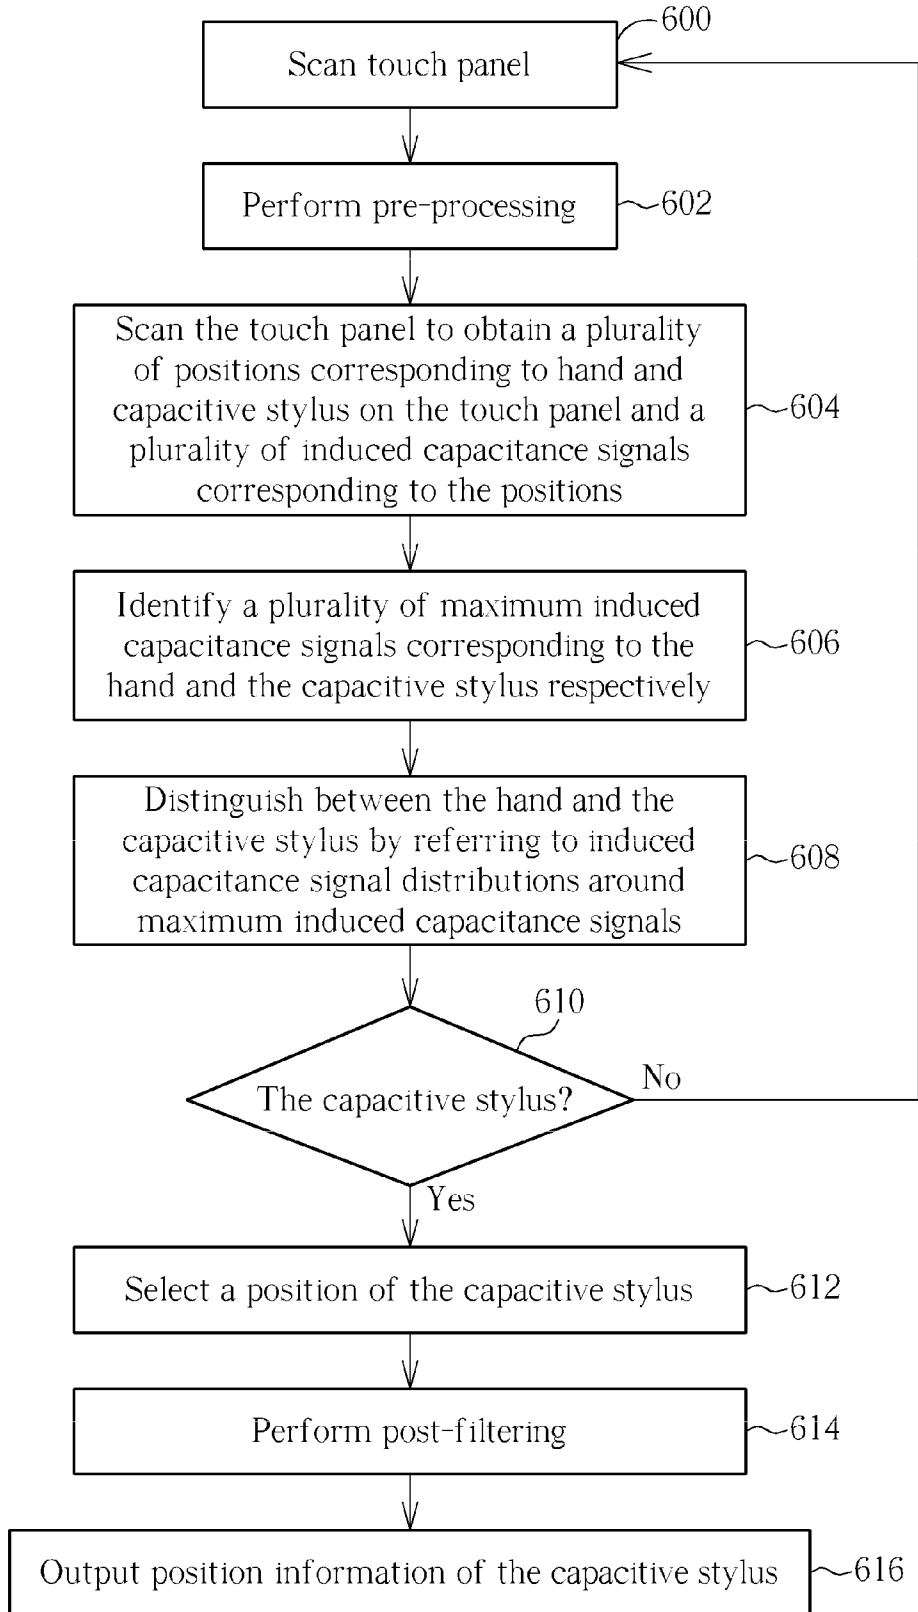 600
Scan touch panel
Perform pre-processing
602
Scan the touch panel to obtain a plurality
of positions corresponding to hand and
capacitive stylus on the touch panel and a
plurality of induced capacitance signals
corresponding to the positions
604
Identify a plurality of maximum induced
capacitance signals corresponding to the
hand and the capacitive stylus respectively
606
Distinguish between the hand and the
capacitive stylus by referring to induced
capacitance signal distributions around
maximum induced capacitance signals
608
610
The capacitive stylus?
No
Yes
Select a position of the capacitive stylus
612
Perform post-filtering
614
Output position information of the capacitive stylus
616